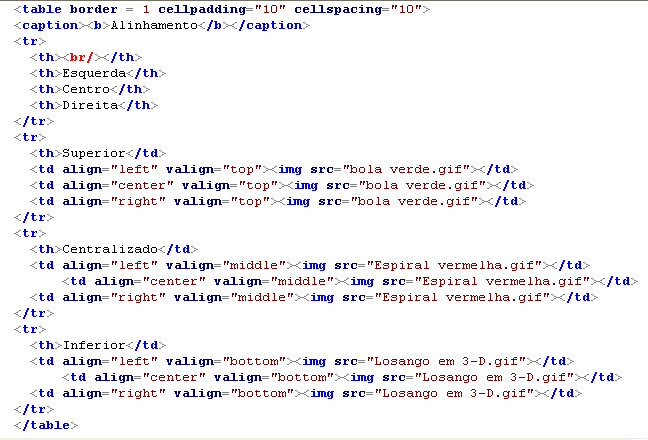 <table border = 1 cellpadding="10" cellspacing="10">
<caption><b>Alinhamento</b></caption>
<tr>
<th><br/></th>
<th>Esquerda</th>
<th>Centro</th>
<th>Direita</th>
</tr>
<tr>
<th>Superior</td>
<td align="left" valign="top"><img src="bola verde.gif"></td>
<td align="center" valign="top"><img src="bola verde.gif"></td>
<td align="right" valign="top"><img src="bola verde.gif"></td>
</tr>
<tr>
<th>Centralizado</td>
<td align="left" valign="middle"><img src="Espiral vermelha.gif"></td>
<td align="center" valign="middle"><img src="Espiral vermelha.gif"></td>
<td align="right" valign="middle"><img src="Espiral vermelha.gif"></td>
</tr>
<tr>
<th>Inferior</td>
<td align="left" valign="bottom"><img src="Losango em 3-D.gif"></td>
<td align="center" valign="bottom"><img src="Losango em 3-D.gif"></td>
<td align="right" valign="bottom"><img src="Losango em 3-D.gif"></td>
</tr>
</table>